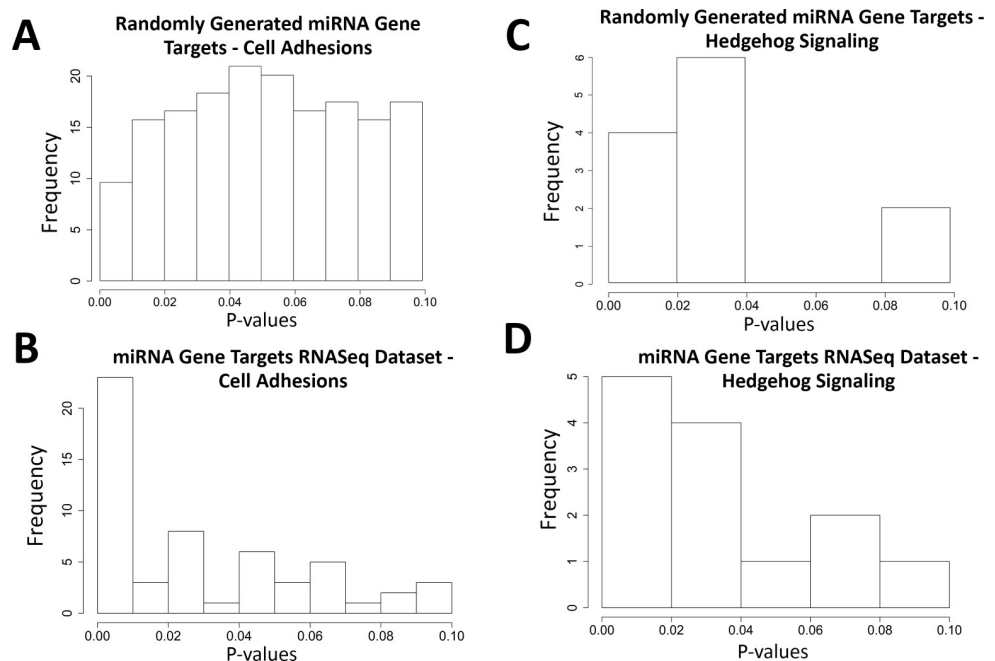 A
Randomly Generated miRNA Gene
Targets - Cell Adhesions
Frequency
20
15
10
5
0
0.00 0.02 0.04 0.06 0.08 0.10
P-values
C
Randomly Generated miRNA Gene Targets -
Hedgehog Signaling
Frequency
6
5
4
3
2
1
0
0.00 0.02 0.04 0.06 0.08 0.10
P-values
B
miRNA Gene Targets RNASeq Dataset -
Cell Adhesions
Frequency
20
15
10
5
0
0.00 0.02 0.04 0.06 0.08 0.10
P-values
D
miRNA Gene Targets RNASeq Dataset -
Hedgehog Signaling
Frequency
5
4
3
2
1
0
0.00 0.02 0.04 0.06 0.08 0.10
P-values